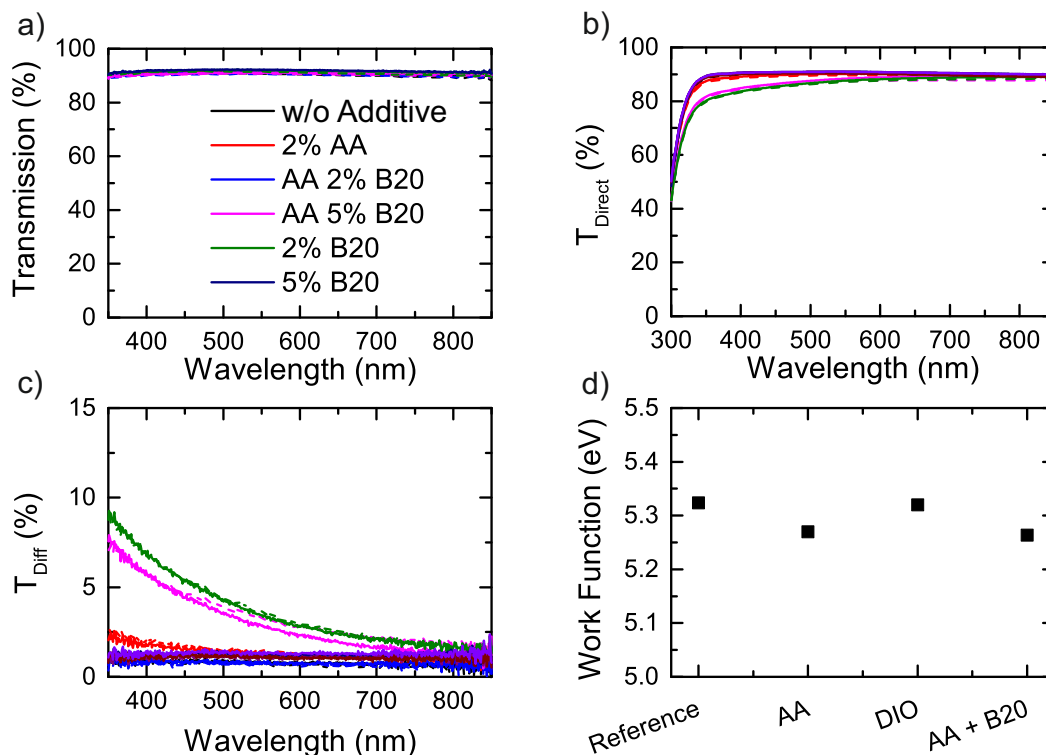 a)
Transmission (%)
100
80
60
40
20
0
w/o Additive
2% AA
AA 2% B20
AA 5% B20
2% B20
5% B20
400 500 600 700 800
Wavelength (nm)
b)
T_Direct (%)
100
80
60
40
20
0
300 400 500 600 700 800
Wavelength (nm)
c)
T_Diff (%)
15
10
5
0
400 500 600 700 800
Wavelength (nm)
d)
Work Function (eV)
5.5
5.4
5.3
5.2
5.1
5.0
Reference AA DIO AA + B20